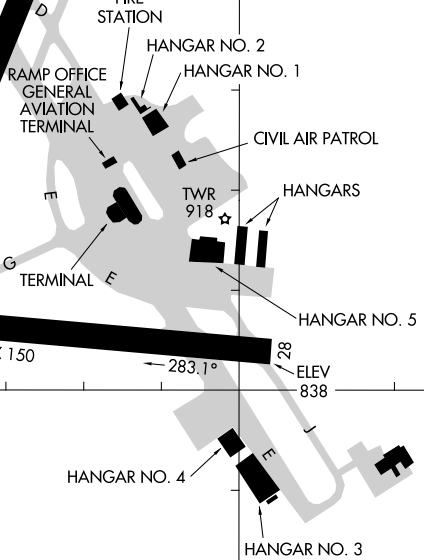 D
STATION
HANGAR NO. 2
HANGAR NO. 1
RAMP OFFICE
GENERAL
AVIATION
TERMINAL
CIVIL AIR PATROL
E
TWR
918
HANGARS
G
TERMINAL
E
HANGAR NO. 5
28
150
283.1°
ELEV
838
J
E
HANGAR NO. 4
HANGAR NO. 3